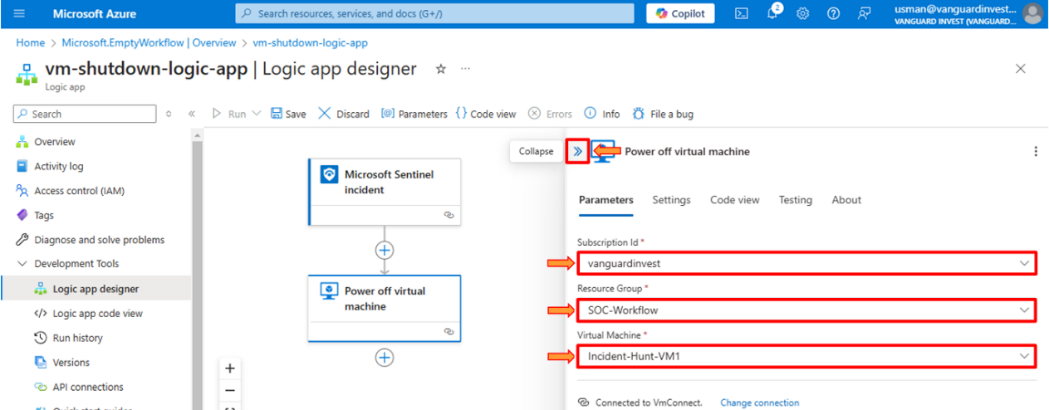 Microsoft Azure
Search resources, services, and docs (G+/)
Copilot
2
usman@vanguardinvest...
VANGUARD INVEST (VANGUARD...
Home > Microsoft.EmptyWorkflow | Overview > vm-shutdown-logic-app
vm-shutdown-logic-app | Logic app designer
Logic app
Search
Run
Save
Discard
Parameters
Code view
Errors
Info
File a bug
Overview
Activity log
Access control (IAM)
Tags
Diagnose and solve problems
Development Tools
Logic app designer
Logic app code view
Run history
Versions
API connections
Quick start guides
Microsoft Sentinel
incident
Power off virtual
machine
Collapse
Power off virtual machine
Parameters
Settings
Code view
Testing
About
Subscription Id *
vanguardinvest
Resource Group *
SOC-Workflow
Virtual Machine *
Incident-Hunt-VM1
Connected to VmConnect.
Change connection